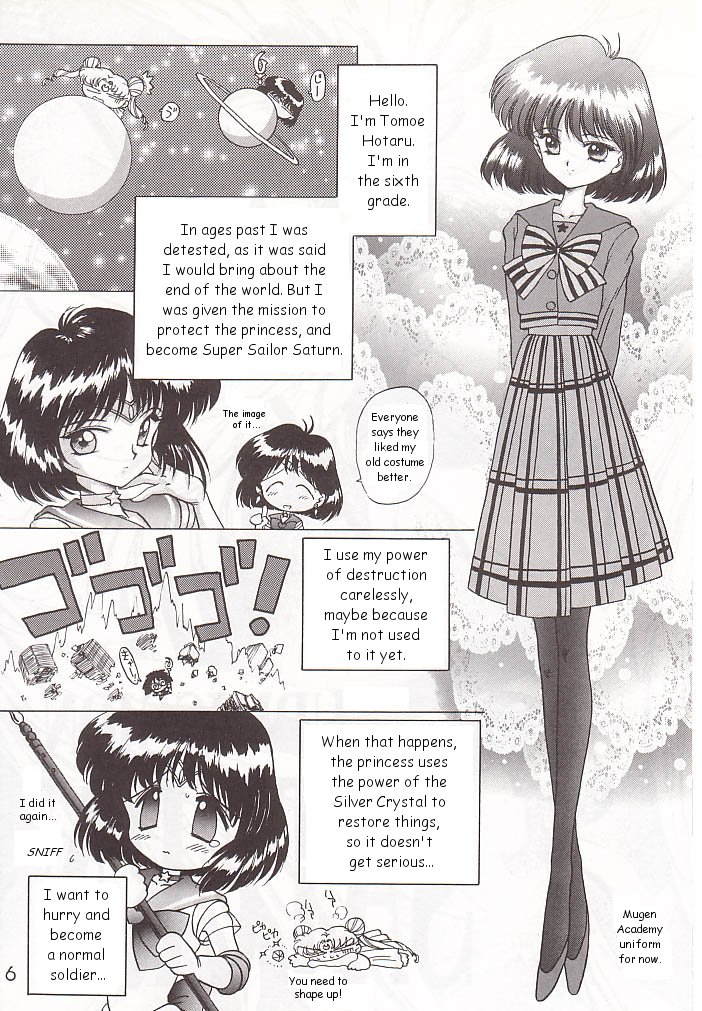 Hello.
I'm Tomoe
Hotaru.
I'm in
the sixth
grade.
In ages past I was
detested, as it was said
I would bring about the
end of the world. But I
was given the mission to
protect the princess, and
become Super Sailor Saturn.
The image
of it...
Everyone
says they
liked my
old costume
better.
ゴゴゴ!
I use my power
of destruction
carelessly,
maybe because
I'm not used
to it yet.
When that happens,
the princess uses
the power of the
Silver Crystal to
restore things,
so it doesn't
get serious...
I did it
again...
SNIFF
I want to
hurry and
become
a normal
soldier...
ピカ
ピカ
You need to
shape up!
Mugen
Academy
uniform
for now.
6